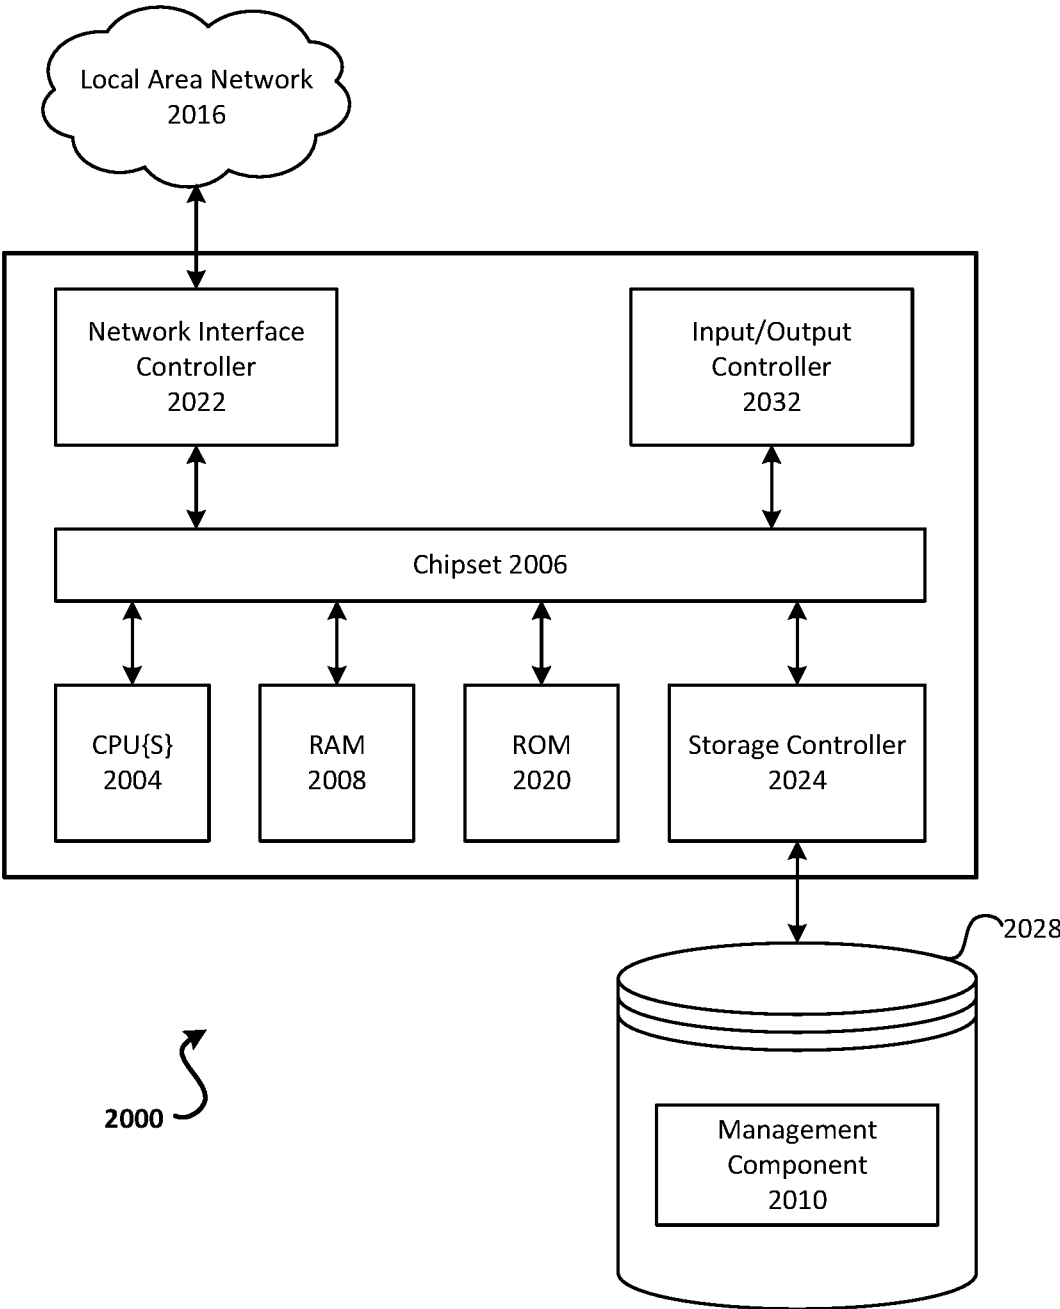 Local Area Network
2016
Network Interface
Controller
2022
Input/Output
Controller
2032
Chipset 2006
CPU{S}
2004
RAM
2008
ROM
2020
Storage Controller
2024
2028
2000
Management
Component
2010